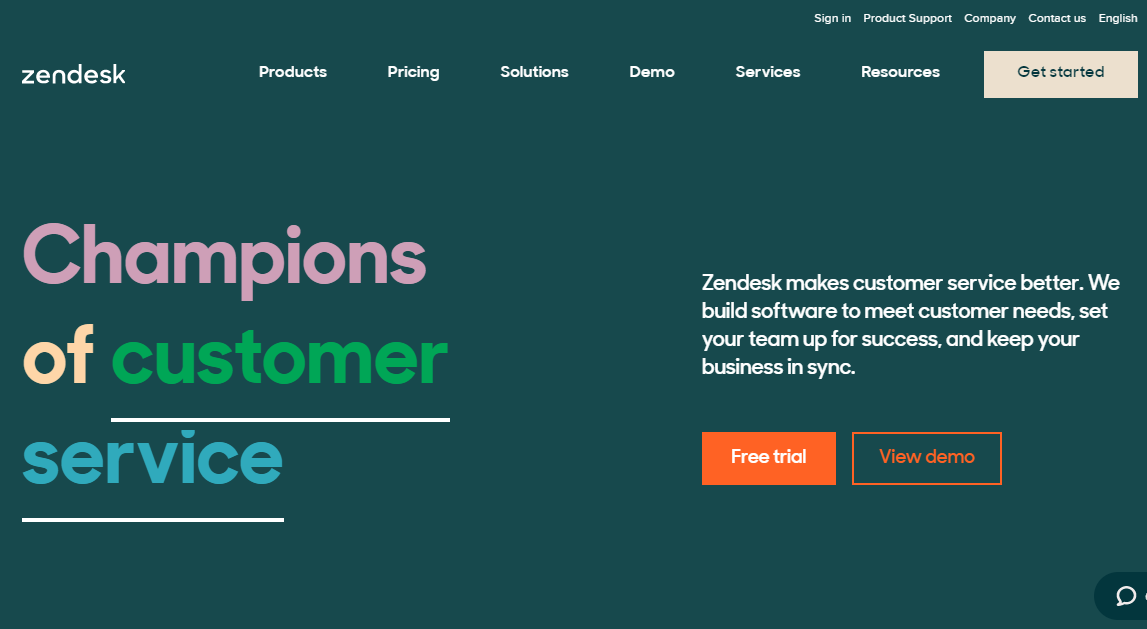 Sign in Product Support Company Contact us English
zendesk Products Pricing Solutions Demo Services Resources Get started
Champions
of customer
service
Zendesk makes customer service better. We
build software to meet customer needs, set
your team up for success, and keep your
business in sync.
Free trial View demo